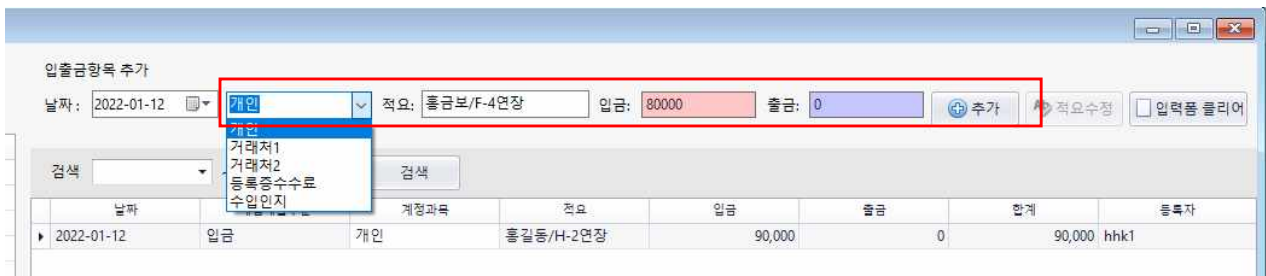 입출금항목 추가
날짜 : 2022-01-12 개인 적요: 홍금보/F-4연장 입금: 80000 출금: 0 추가 적요수정 입력폼 클리어
개인
거래처1
거래처2
등록증수수료
수입인지
검색 검색
날짜 계정과목 적요 입금 출금 합계 등록자
2022-01-12 입금 개인 홍길동/H-2연장 90,000 0 90,000 hhk1